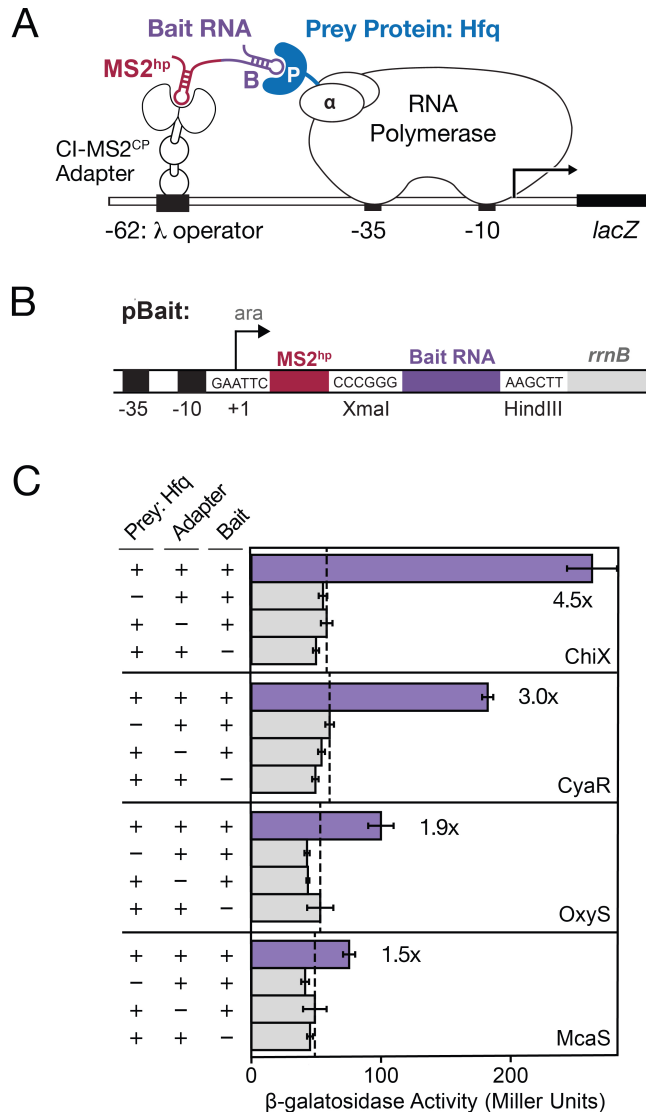 A
Bait RNA
Prey Protein: Hfq
MS2hp
B
P
α
RNA
Polymerase
CI-MS2CP
Adapter
-62: λ operator
-35
-10
lacZ
B
pBait:
ara
MS2hp
Bait RNA
rrnB
GAATTC
CCCGGG
AAGCTT
-35
-10
+1
XmaI
HindIII
C
Prey: Hfq
Adapter
Bait
+ + +
− + +
+ − +
+ + −
4.5x
ChiX
+ + +
− + +
+ − +
+ + −
3.0x
CyaR
+ + +
− + +
+ − +
+ + −
1.9x
OxyS
+ + +
− + +
+ − +
+ + −
1.5x
McaS
0
100
200
β-galatosidase Activity (Miller Units)